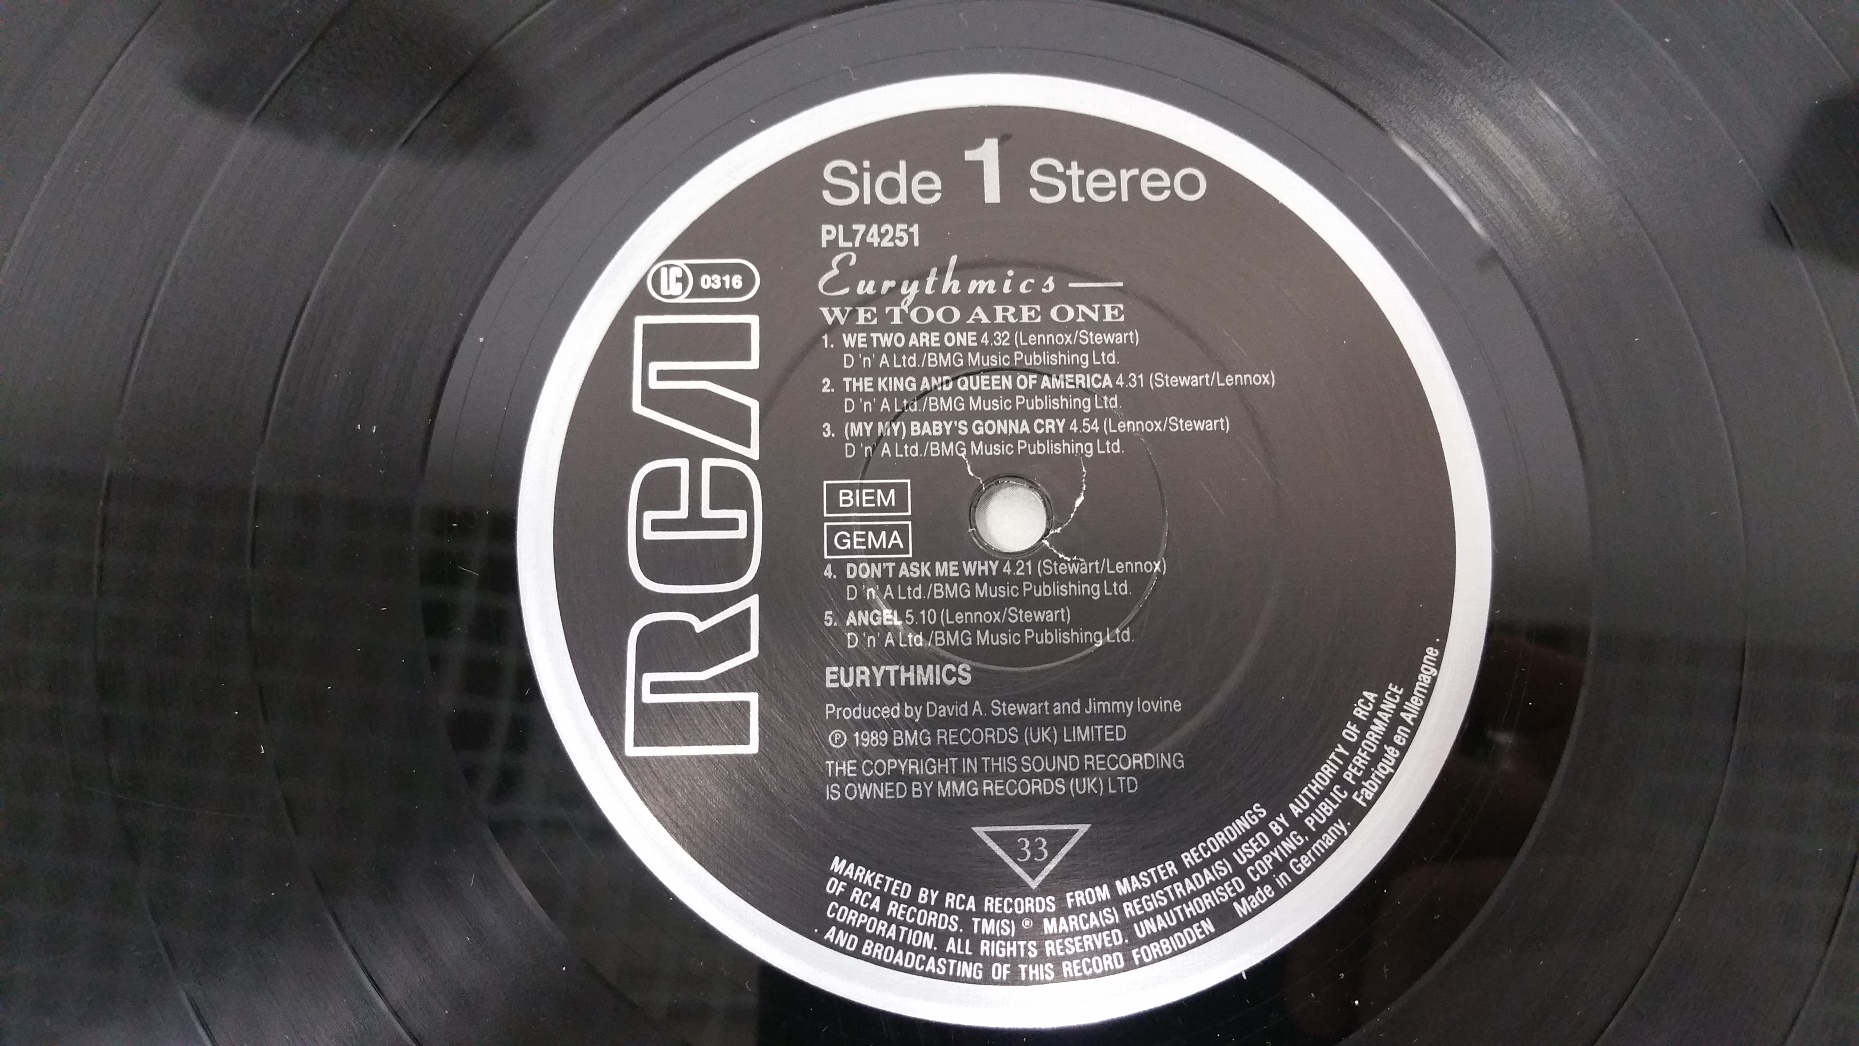 Side 1 Stereo
PL74251
LC 0316
RCA
Eurythmics
WE TOO ARE ONE
1. WE TWO ARE ONE 4.32 (Lennox/Stewart)
D 'n' A Ltd./BMG Music Publishing Ltd.
2. THE KING AND QUEEN OF AMERICA 4.31 (Stewart/Lennox)
D 'n' A Ltd./BMG Music Publishing Ltd.
3. (MY MY) BABY'S GONNA CRY 4.54 (Lennox/Stewart)
D 'n' A Ltd./BMG Music Publishing Ltd.
BIEM
GEMA
4. DON'T ASK ME WHY 4.21 (Stewart/Lennox)
D 'n' A Ltd./BMG Music Publishing Ltd.
5. ANGEL 5.10 (Lennox/Stewart)
D 'n' A Ltd./BMG Music Publishing Ltd.
EURYTHMICS
Produced by David A. Stewart and Jimmy Iovine
℗ 1989 BMG RECORDS (UK) LIMITED
THE COPYRIGHT IN THIS SOUND RECORDING
IS OWNED BY MMG RECORDS (UK) LTD
33
MARKETED BY RCA RECORDS FROM MASTER RECORDINGS
OF RCA RECORDS. TM(S) ® MARCA(S) REGISTRADA(S) USED BY AUTHORITY OF RCA
CORPORATION. ALL RIGHTS RESERVED. UNAUTHORISED COPYING, PUBLIC PERFORMANCE
AND BROADCASTING OF THIS RECORD FORBIDDEN Made in Germany. Fabriqué en Allemagne.